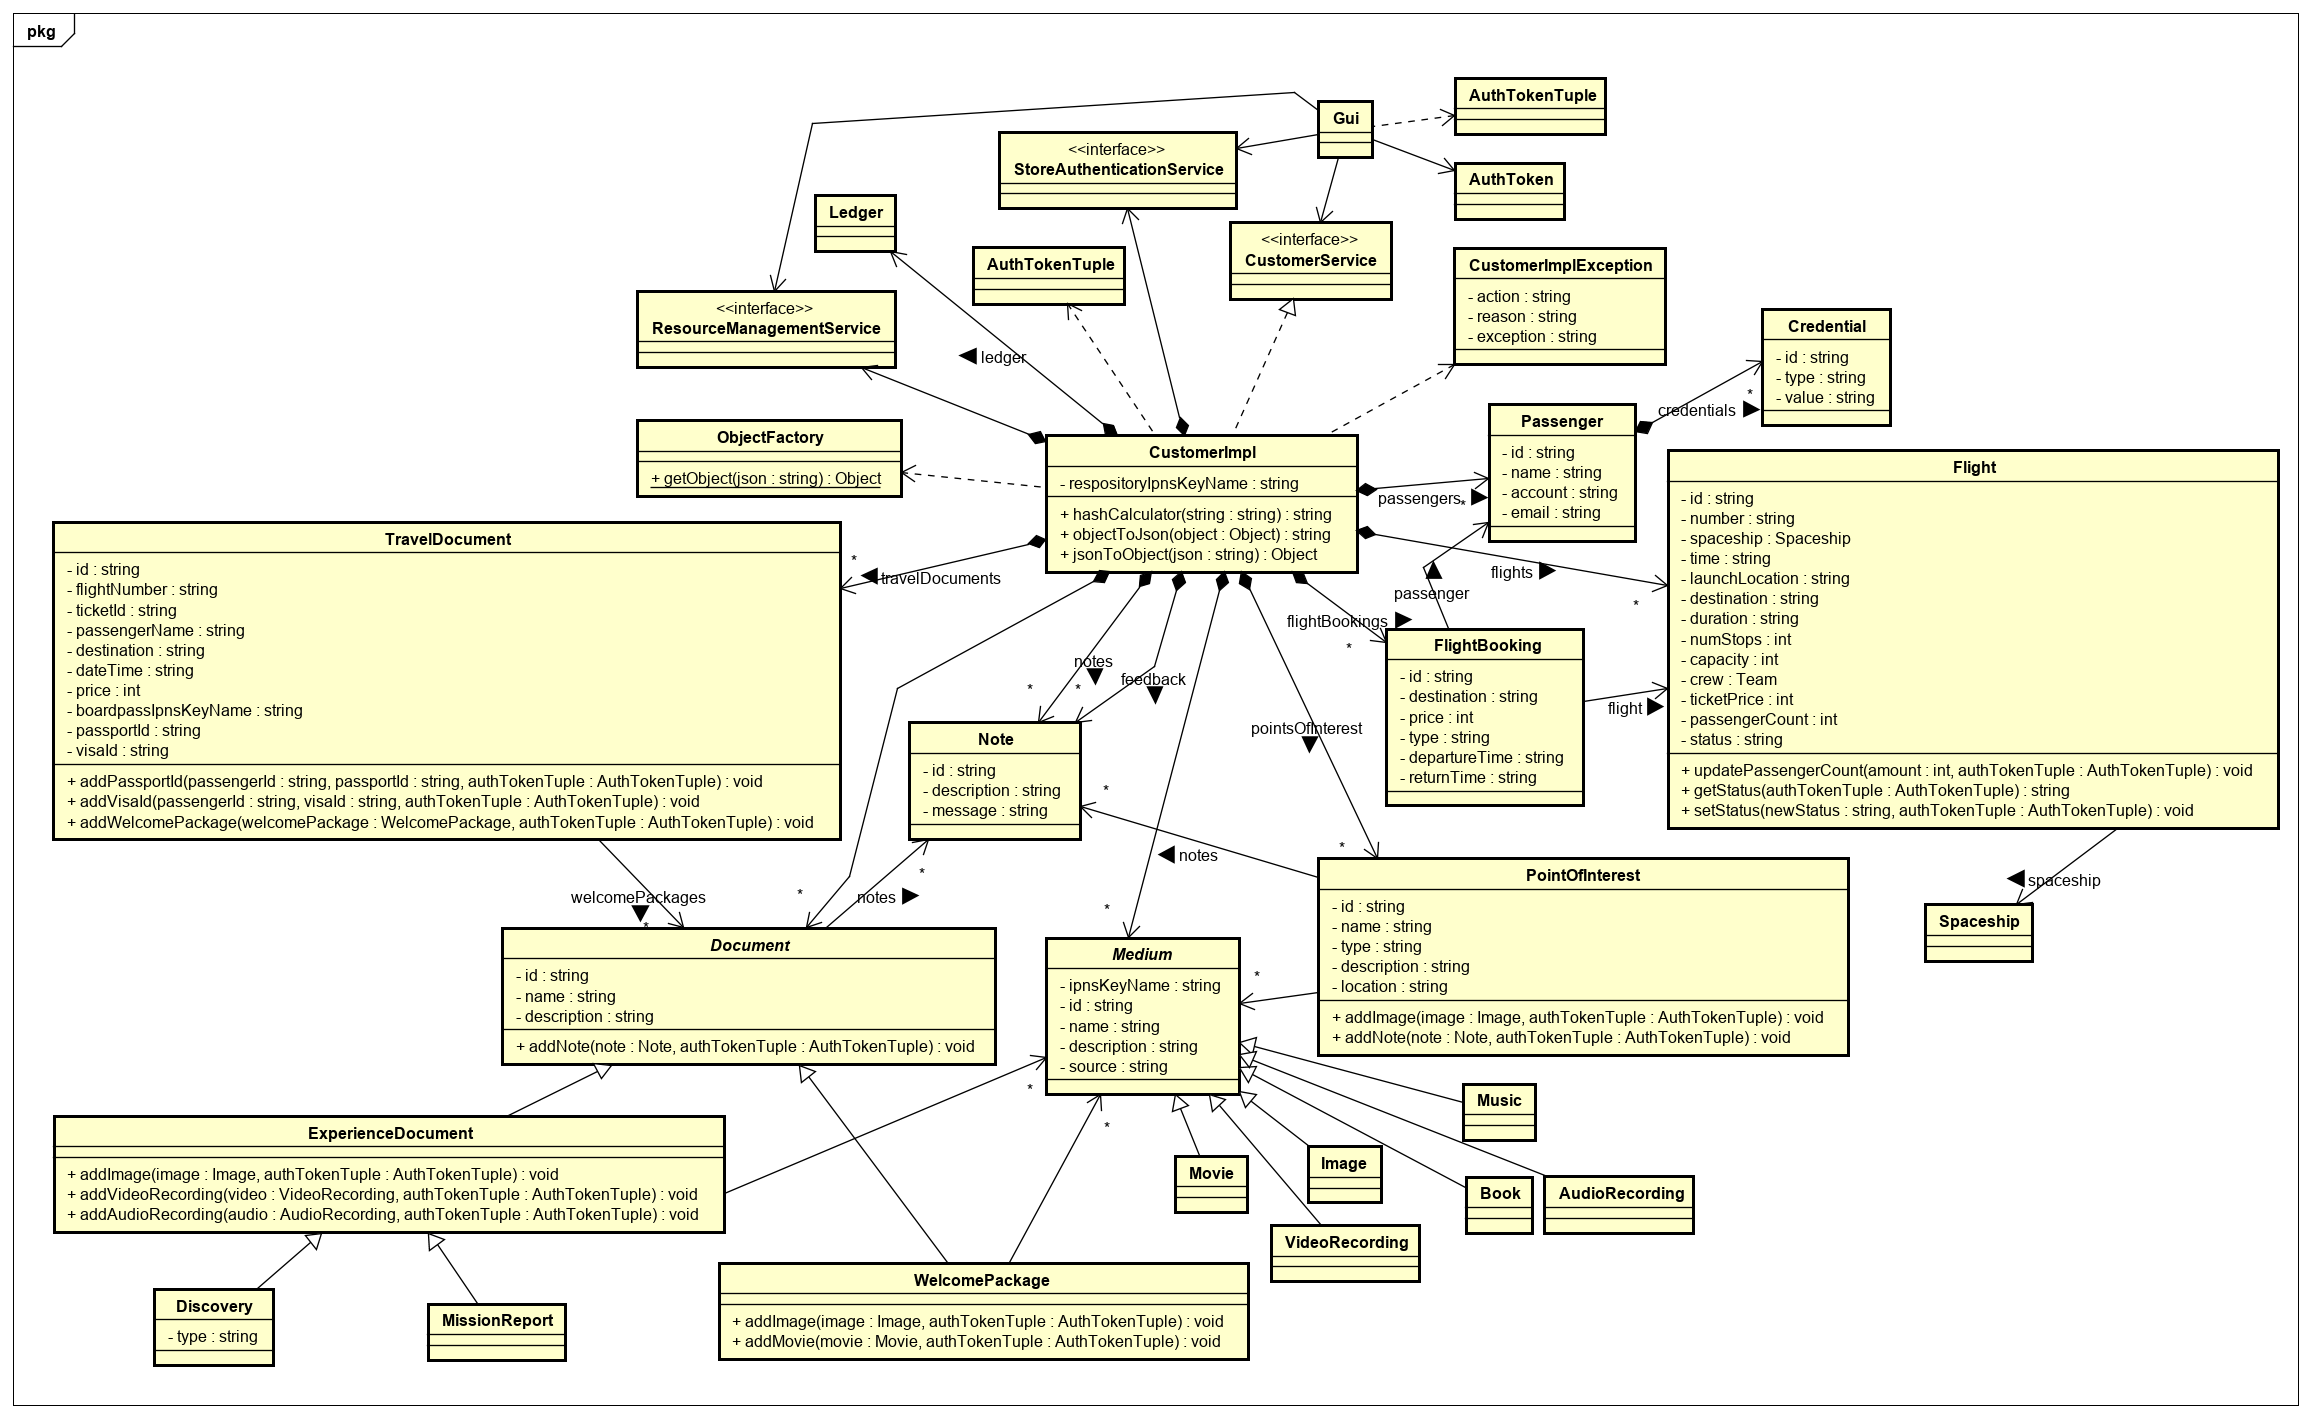 pkg
Gui
AuthTokenTuple
AuthToken
<<interface>>
StoreAuthenticationService
Ledger
<<interface>>
CustomerService
AuthTokenTuple
CustomerImplException
- action : string
- reason : string
- exception : string
<<interface>>
ResourceManagementService
ledger
Credential
- id : string
- type : string
- value : string
*
credentials
Passenger
- id : string
- name : string
- account : string
- email : string
ObjectFactory
+ getObject(json : string) : Object
CustomerImpl
- respositoryIpnsKeyName : string
+ hashCalculator(string : string) : string
+ objectToJson(object : Object) : string
+ jsonToObject(json : string) : Object
passengers
*
flights
*
Flight
- id : string
- number : string
- spaceship : Spaceship
- time : string
- launchLocation : string
- destination : string
- duration : string
- numStops : int
- capacity : int
- crew : Team
- ticketPrice : int
- passengerCount : int
- status : string
+ updatePassengerCount(amount : int, authTokenTuple : AuthTokenTuple) : void
+ getStatus(authTokenTuple : AuthTokenTuple) : string
+ setStatus(newStatus : string, authTokenTuple : AuthTokenTuple) : void
TravelDocument
- id : string
- flightNumber : string
- ticketId : string
- passengerName : string
- destination : string
- dateTime : string
- price : int
- boardpassIpnsKeyName : string
- passportId : string
- visaId : string
+ addPassportId(passengerId : string, passportId : string, authTokenTuple : AuthTokenTuple) : void
+ addVisaId(passengerId : string, visaId : string, authTokenTuple : AuthTokenTuple) : void
+ addWelcomePackage(welcomePackage : WelcomePackage, authTokenTuple : AuthTokenTuple) : void
*
travelDocuments
passenger
flightBookings
*
FlightBooking
- id : string
- destination : string
- price : int
- type : string
- departureTime : string
- returnTime : string
flight
notes
*
feedback
*
pointsOfInterest
*
Note
- id : string
- description : string
- message : string
*
notes
notes
*
*
*
welcomePackages
*
spaceship
Spaceship
PointOfInterest
- id : string
- name : string
- type : string
- description : string
- location : string
+ addImage(image : Image, authTokenTuple : AuthTokenTuple) : void
+ addNote(note : Note, authTokenTuple : AuthTokenTuple) : void
Document
- id : string
- name : string
- description : string
+ addNote(note : Note, authTokenTuple : AuthTokenTuple) : void
Medium
- ipnsKeyName : string
- id : string
- name : string
- description : string
- source : string
*
*
*
ExperienceDocument
+ addImage(image : Image, authTokenTuple : AuthTokenTuple) : void
+ addVideoRecording(video : VideoRecording, authTokenTuple : AuthTokenTuple) : void
+ addAudioRecording(audio : AudioRecording, authTokenTuple : AuthTokenTuple) : void
Music
Movie
Image
Book
AudioRecording
VideoRecording
Discovery
- type : string
MissionReport
WelcomePackage
+ addImage(image : Image, authTokenTuple : AuthTokenTuple) : void
+ addMovie(movie : Movie, authTokenTuple : AuthTokenTuple) : void